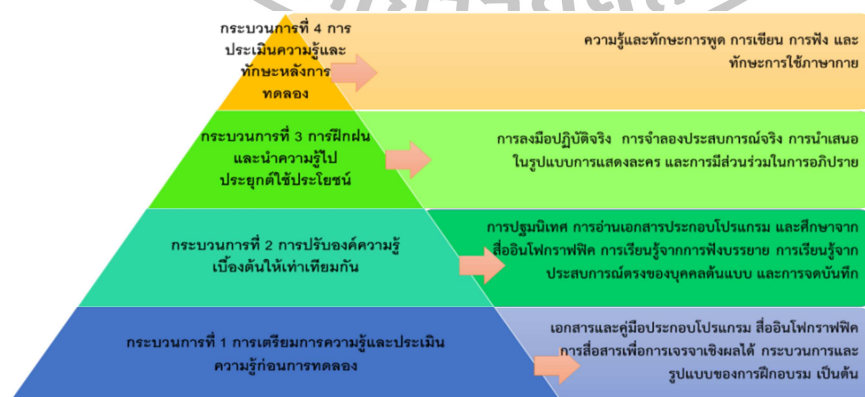 กระบวนการที่ 4 การ
ประเมินความรู้และ
ทักษะหลังการ
ทดลอง
ความรู้และทักษะการพูด การเขียน การฟัง และ
ทักษะการใช้ภาษากาย
กระบวนการที่ 3 การฝึกฝน
และนำความรู้ไป
ประยุกต์ใช้ประโยชน์
การลงมือปฏิบัติจริง การจำลองประสบการณ์จริง การนำเสนอ
ในรูปแบบการแสดงละคร และการมีส่วนร่วมในการอภิปราย
กระบวนการที่ 2 การปรับองค์ความรู้
เบื้องต้นให้เท่าเทียมกัน
การปฐมนิเทศ การอ่านเอกสารประกอบโปรแกรม และศึกษาจาก
สื่ออินโฟกราฟฟิค การเรียนรู้จากการฟังบรรยาย การเรียนรู้จาก
ประสบการณ์ตรงของบุคคลต้นแบบ และการจดบันทึก
กระบวนการที่ 1 การเตรียมการความรู้และประเมิน
ความรู้ก่อนการทดลอง
เอกสารและคู่มือประกอบโปรแกรม สื่ออินโฟกราฟฟิค
การสื่อสารเพื่อการเจรจาเชิงผลได้ กระบวนการและ
รูปแบบของการฝึกอบรม เป็นต้น